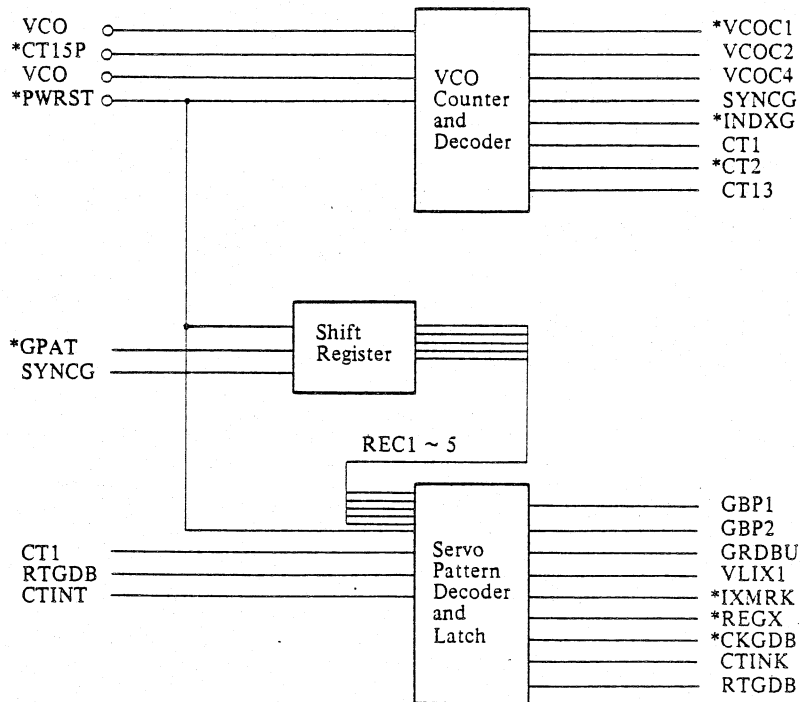 VCO
*CT15P
VCO
*PWRST
VCO
Counter
and
Decoder
*VCOC1
VCOC2
VCOC4
SYNCG
*INDXG
CT1
*CT2
CT13
*GPAT
SYNCG
Shift
Register
REC1 ~ 5
CT1
RTGDB
CTINT
Servo
Pattern
Decoder
and
Latch
GBP1
GBP2
GRDBU
VLIX1
*IXMRK
*REGX
*CKGDB
CTINK
RTGDB